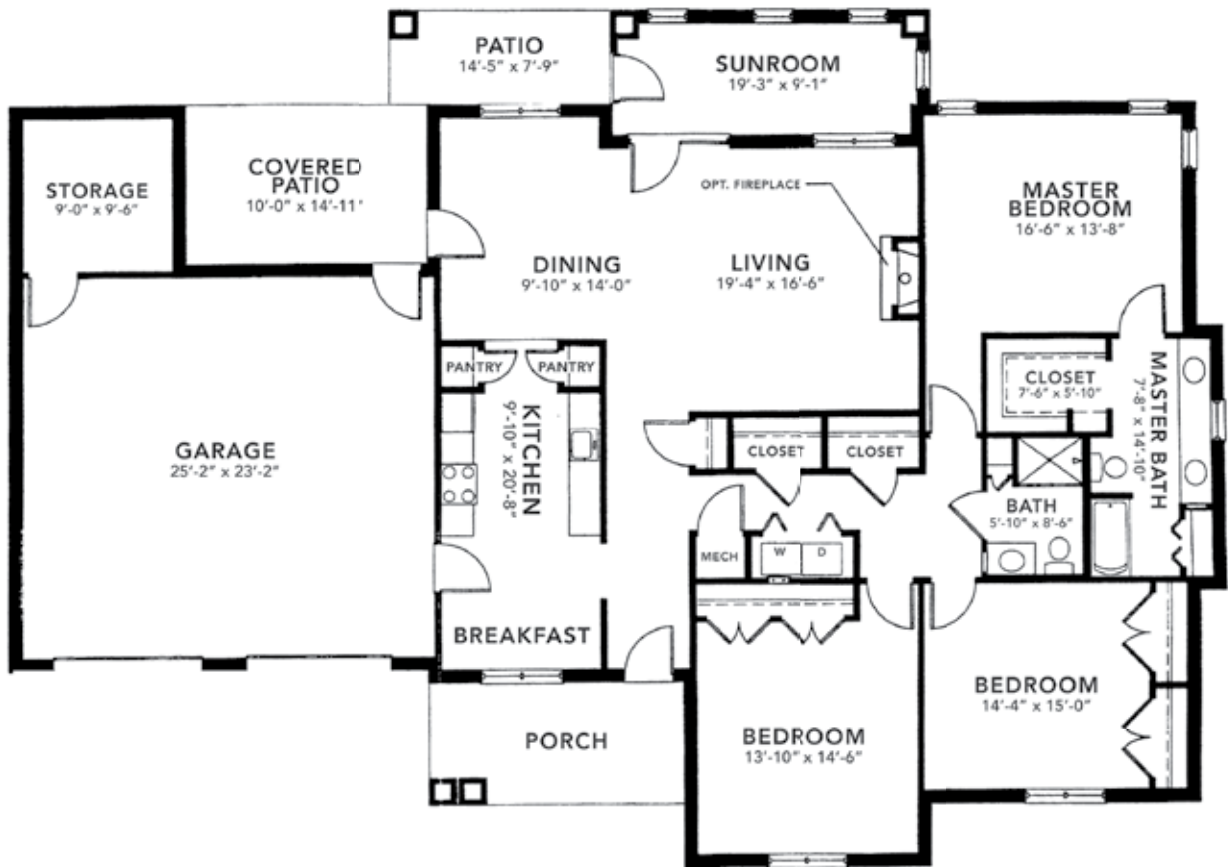 PATIO
14'-5" x 7'-9"
SUNROOM
19'-3" x 9'-1"
STORAGE
9'-0" x 9'-6"
COVERED
PATIO
10'-0" x 14'-11'
OPT. FIREPLACE
MASTER
BEDROOM
16'-6" x 13'-8"
DINING
9'-10" x 14'-0"
LIVING
19'-4" x 16'-6"
PANTRY
PANTRY
CLOSET
7'-6" x 5'-10"
MASTER BATH
7'-8" x 14'-10"
GARAGE
25'-2" x 23'-2"
KITCHEN
9'-10" x 20'-8"
CLOSET
CLOSET
BATH
5'-10" x 8'-6"
MECH
W
D
BREAKFAST
BEDROOM
14'-4" x 15'-0"
PORCH
BEDROOM
13'-10" x 14'-6"